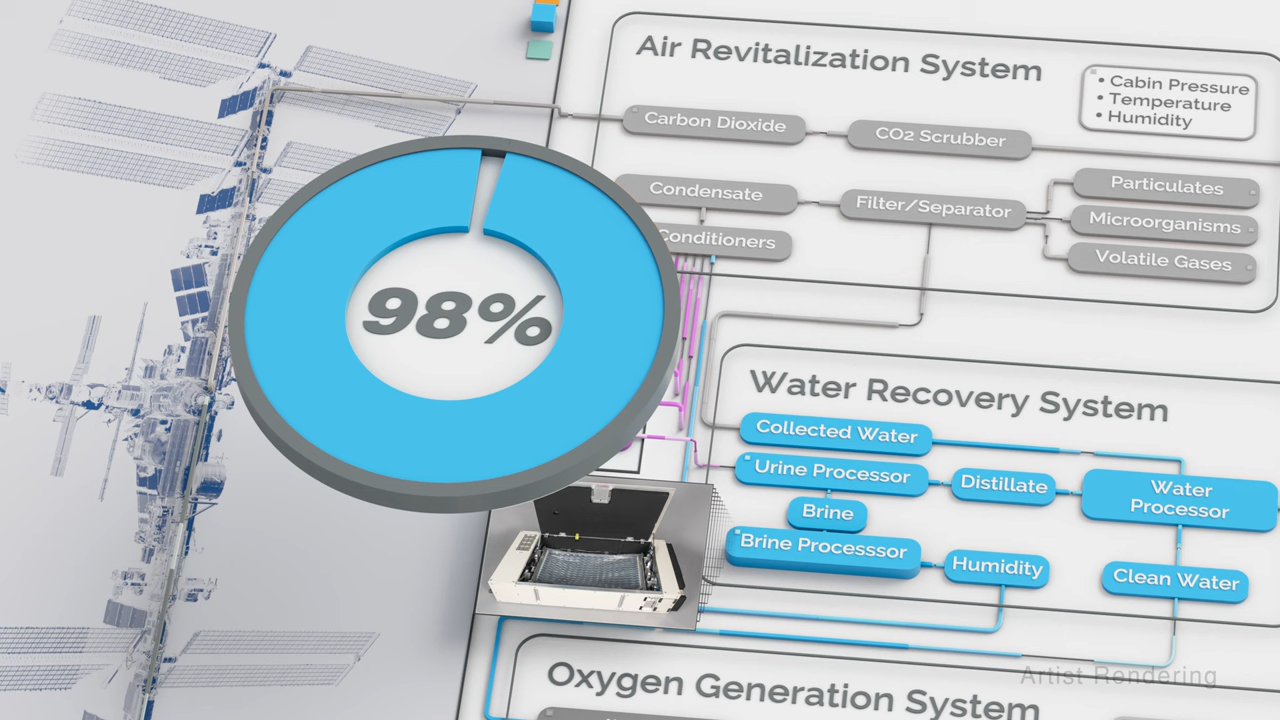 Air Revitalization System
• Cabin Pressure
• Temperature
• Humidity
Carbon Dioxide
CO2 Scrubber
Condensate
Filter/Separator
Particulates
Microorganisms
Volatile Gases
Conditioners
98%
Water Recovery System
Collected Water
Urine Processor
Distillate
Water
Processor
Brine
Brine Processsor
Humidity
Clean Water
Oxygen Generation System
Artist Rendering